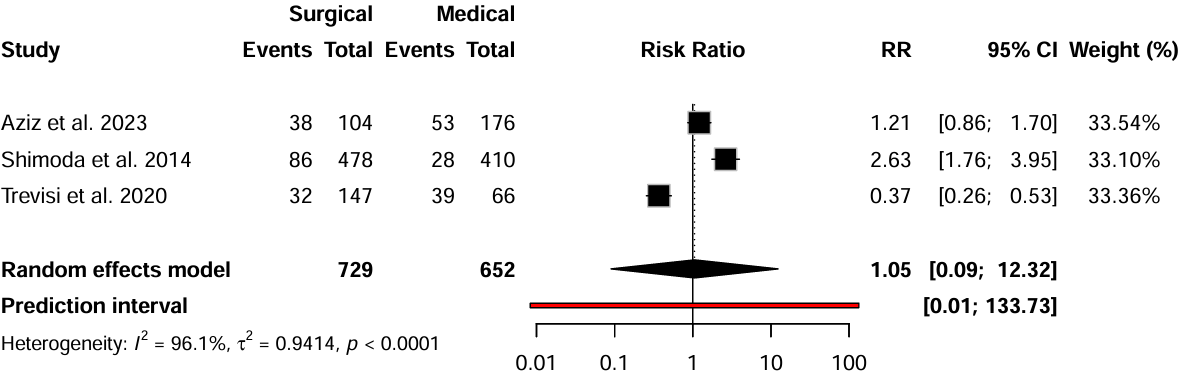 Surgical Medical
Study Events Total Events Total Risk Ratio RR 95% CI Weight (%)
Aziz et al. 2023 38 104 53 176 1.21 [0.86; 1.70] 33.54%
Shimoda et al. 2014 86 478 28 410 2.63 [1.76; 3.95] 33.10%
Trevisi et al. 2020 32 147 39 66 0.37 [0.26; 0.53] 33.36%
Random effects model 729 652 1.05 [0.09; 12.32]
Prediction interval [0.01; 133.73]
Heterogeneity: I² = 96.1%, τ² = 0.9414, p < 0.0001
0.01 0.1 1 10 100